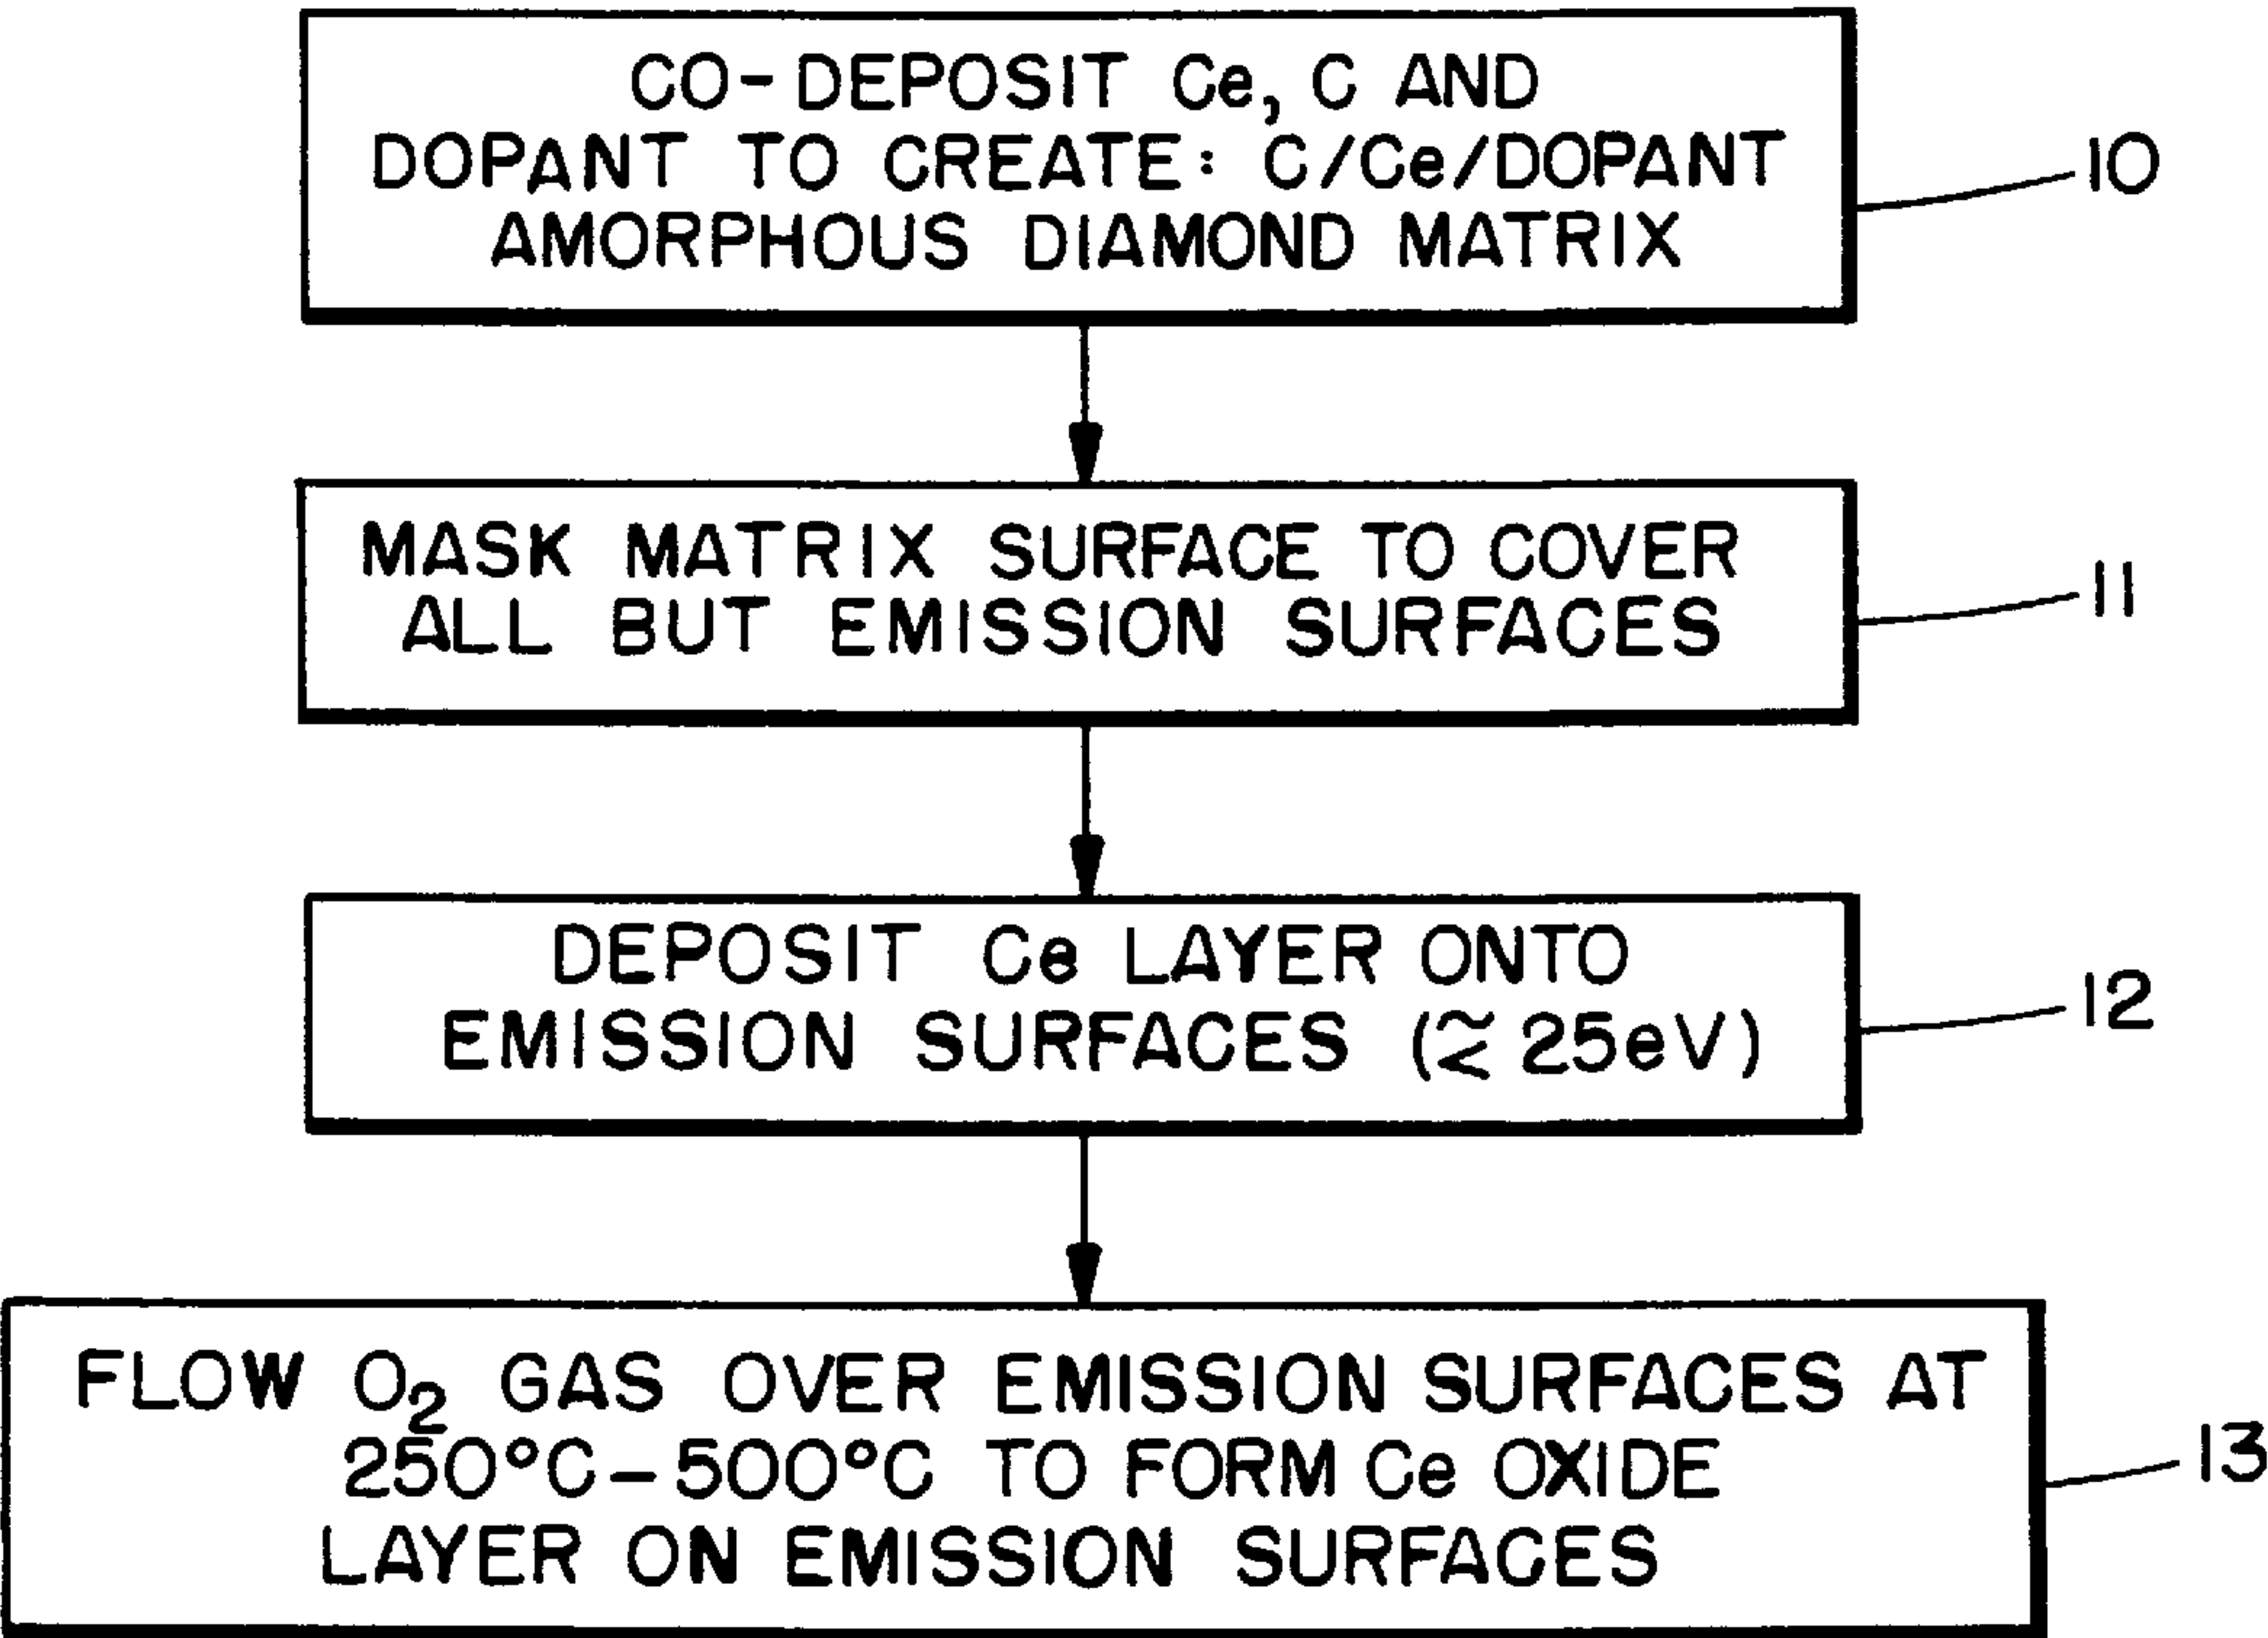 CO-DEPOSIT Ce, C AND
DOPANT TO CREATE: C/Ce/DOPANT
AMORPHOUS DIAMOND MATRIX
10
MASK MATRIX SURFACE TO COVER
ALL BUT EMISSION SURFACES
11
DEPOSIT Ce LAYER ONTO
EMISSION SURFACES (⪝ 25eV)
12
FLOW O₂ GAS OVER EMISSION SURFACES AT
250°C–500°C TO FORM Ce OXIDE
LAYER ON EMISSION SURFACES
13